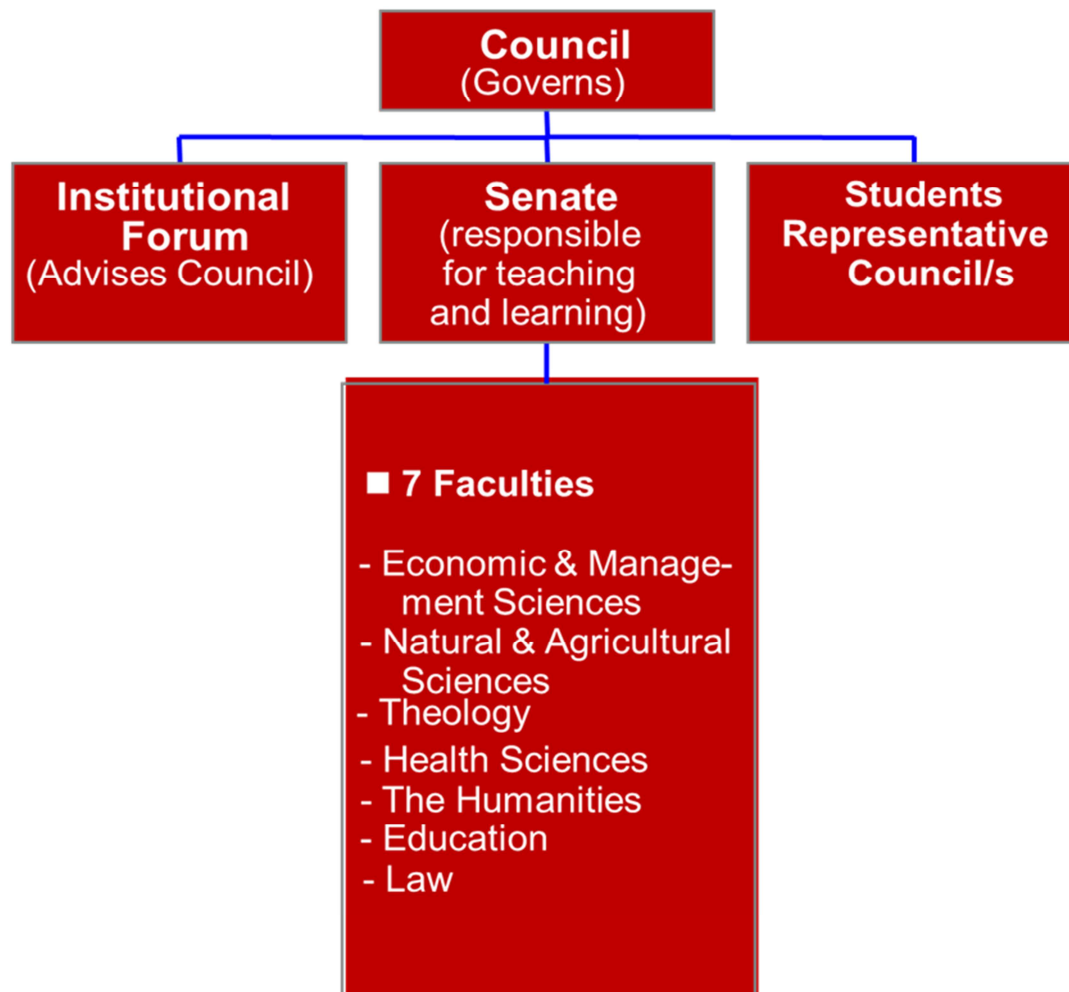 Council
(Governs)
Institutional
Forum
(Advises Council)
Senate
(responsible
for teaching
and learning)
Students
Representative
Council/s
■ 7 Faculties
- Economic & Manage-
ment Sciences
- Natural & Agricultural
Sciences
- Theology
- Health Sciences
- The Humanities
- Education
- Law